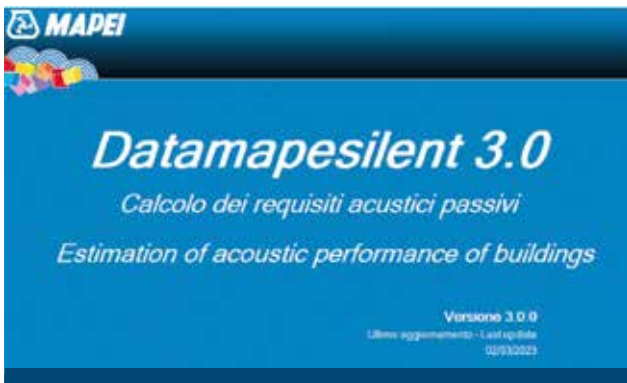 MAPEI
Datamapesilent 3.0
Calcolo dei requisiti acustici passivi
Estimation of acoustic performance of buildings
Versione 3.0.0
Ultimo aggiornamento - Last update
02/03/2023